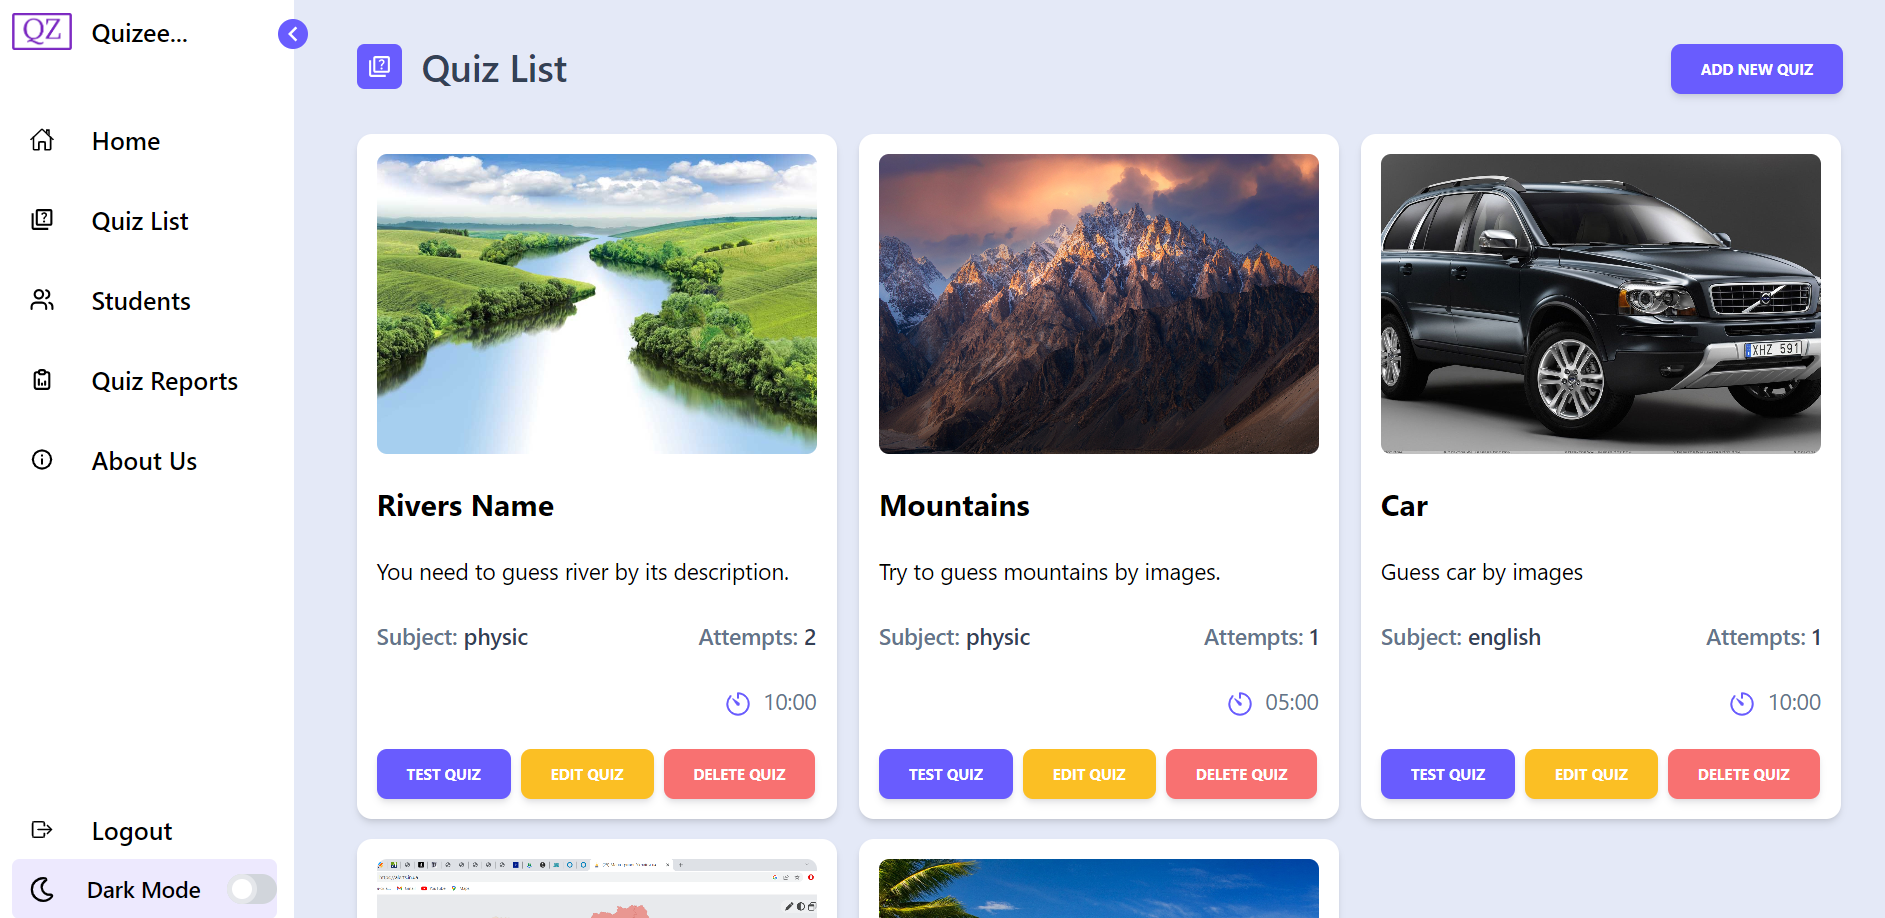 QZ
Quizee...
Home
Quiz List
Students
Quiz Reports
About Us
Logout
Dark Mode
Quiz List
ADD NEW QUIZ
XHZ 591
Rivers Name
You need to guess river by its description.
Subject: physic
Attempts: 2
10:00
TEST QUIZ
EDIT QUIZ
DELETE QUIZ
Mountains
Try to guess mountains by images.
Subject: physic
Attempts: 1
05:00
TEST QUIZ
EDIT QUIZ
DELETE QUIZ
Car
Guess car by images
Subject: english
Attempts: 1
10:00
TEST QUIZ
EDIT QUIZ
DELETE QUIZ